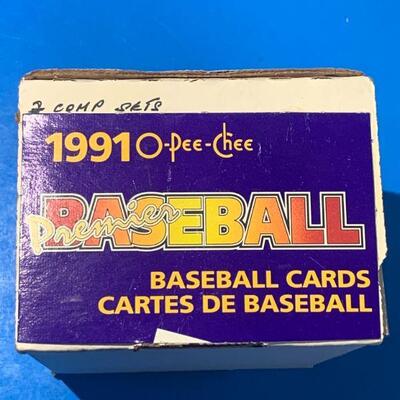 2 COMP SETS
1991 O-Pee-Chee
Premier BASEBALL
BASEBALL CARDS
CARTES DE BASEBALL